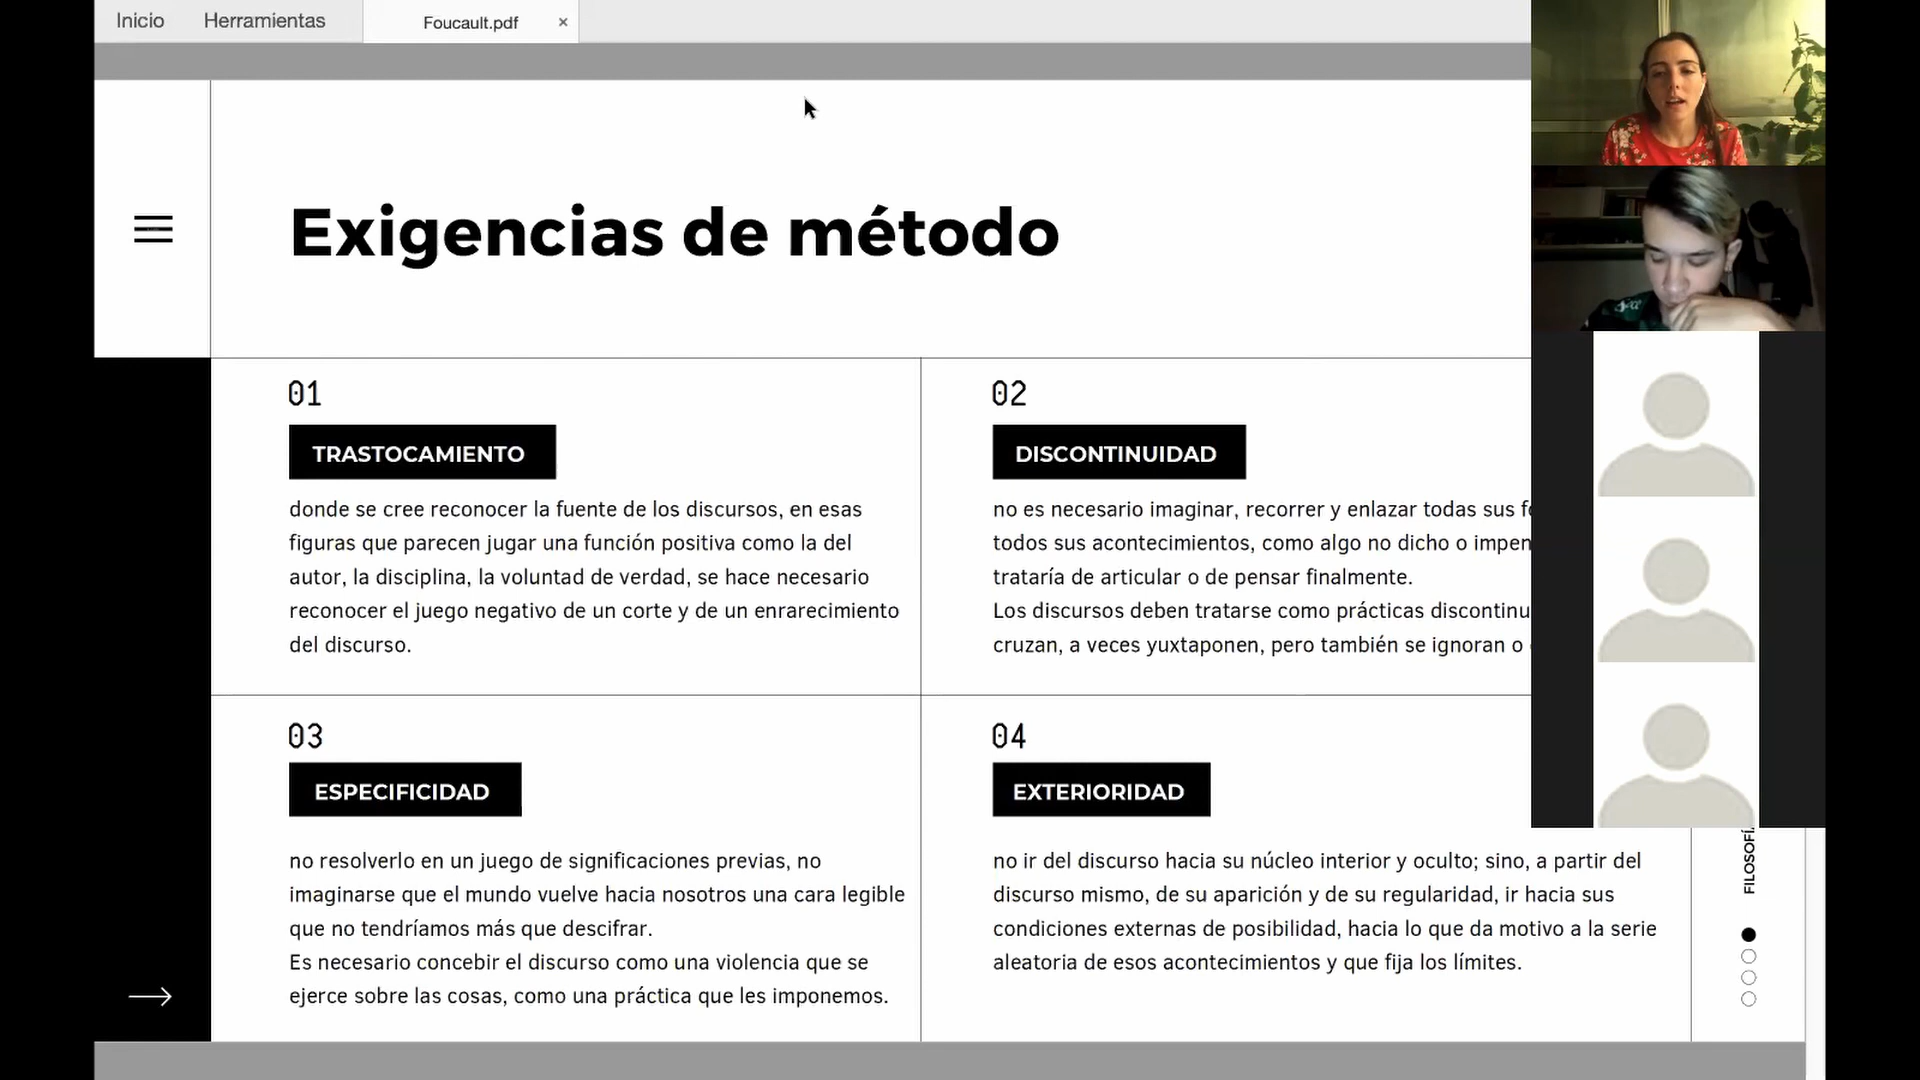 Inicio Herramientas Foucault.pdf ×
Exigencias de método
01
TRASTOCAMIENTO
donde se cree reconocer la fuente de los discursos, en esas
figuras que parecen jugar una función positiva como la del
autor, la disciplina, la voluntad de verdad, se hace necesario
reconocer el juego negativo de un corte y de un enrarecimiento
del discurso.
02
DISCONTINUIDAD
no es necesario imaginar, recorrer y enlazar todas sus
todos sus acontecimientos, como algo no dicho o
trataría de articular o de pensar finalmente.
Los discursos deben tratarse como prácticas
cruzan, a veces yuxtaponen, pero también se ignoran o
03
ESPECIFICIDAD
no resolverlo en un juego de significaciones previas, no
imaginarse que el mundo vuelve hacia nosotros una cara legible
que no tendríamos más que descifrar.
Es necesario concebir el discurso como una violencia que se
ejerce sobre las cosas, como una práctica que les imponemos.
04
EXTERIORIDAD
no ir del discurso hacia su núcleo interior y oculto; sino, a partir del
discurso mismo, de su aparición y de su regularidad, ir hacia sus
condiciones externas de posibilidad, hacia lo que da motivo a la serie
aleatoria de esos acontecimientos y que fija los límites.
FILOSOFÍ